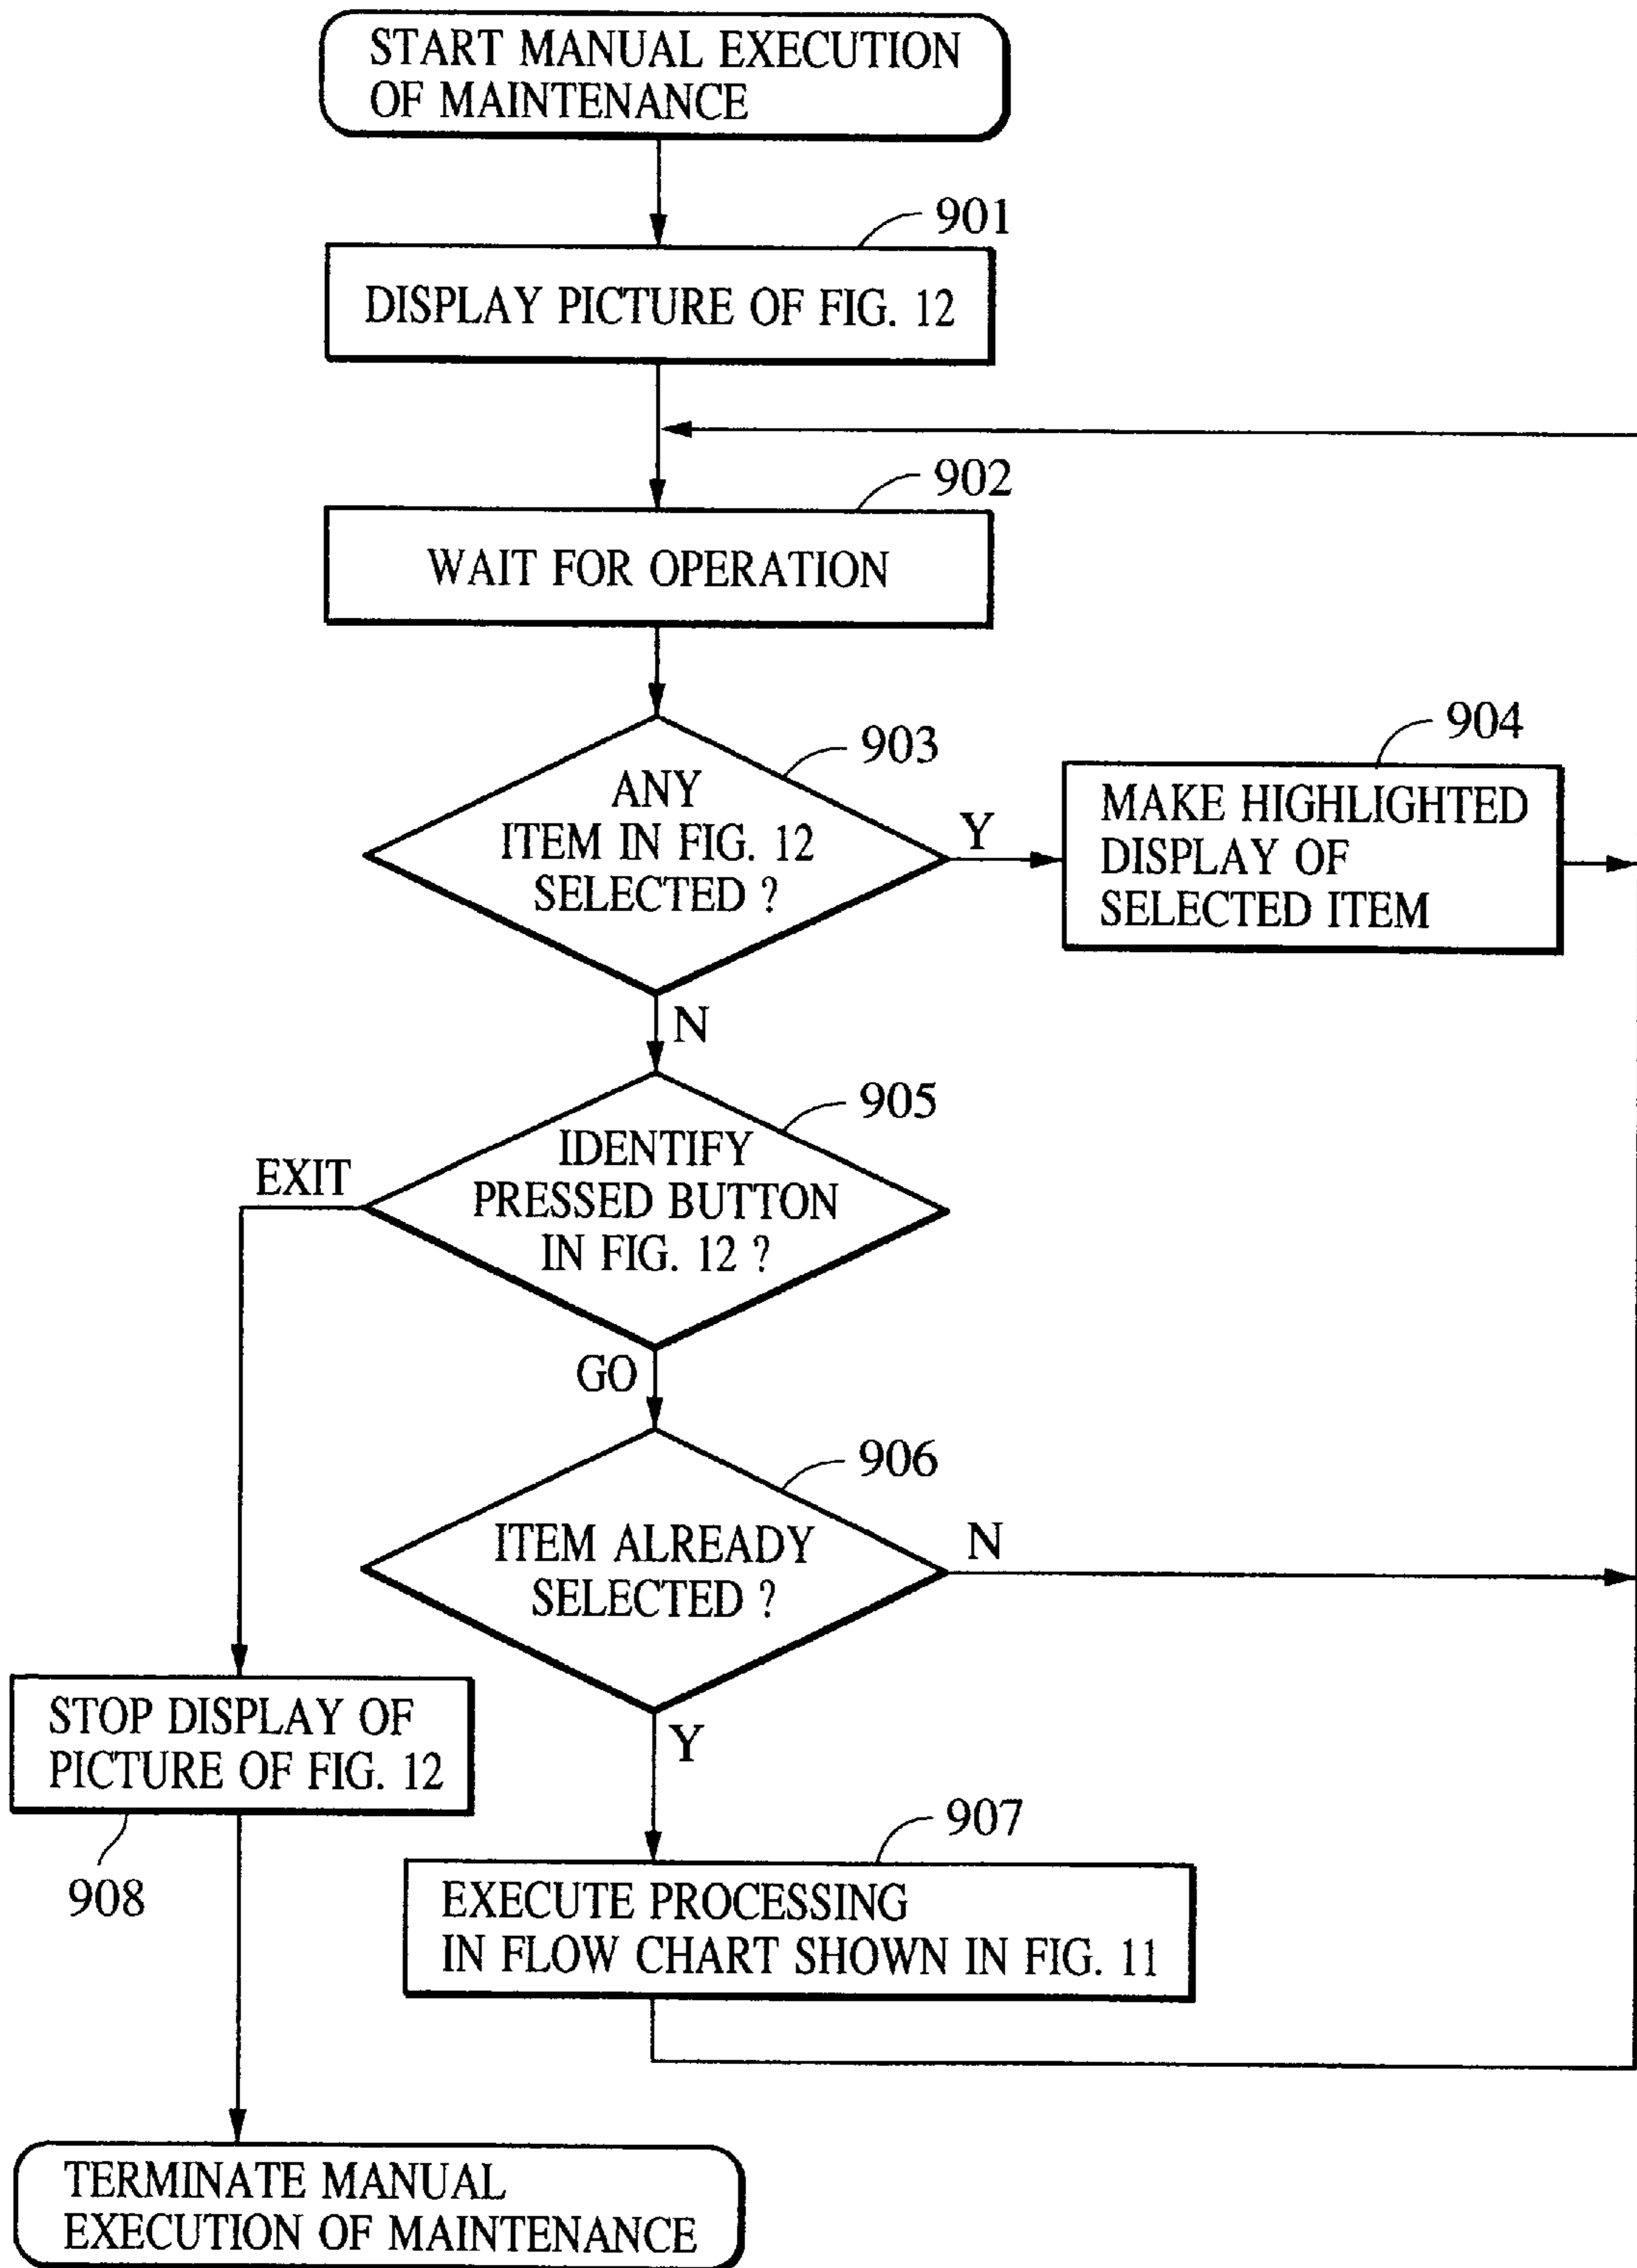 START MANUAL EXECUTION
OF MAINTENANCE
901
DISPLAY PICTURE OF FIG. 12
902
WAIT FOR OPERATION
903
ANY
ITEM IN FIG. 12
SELECTED ?
Y
904
MAKE HIGHLIGHTED
DISPLAY OF
SELECTED ITEM
N
905
IDENTIFY
PRESSED BUTTON
IN FIG. 12 ?
EXIT
GO
906
ITEM ALREADY
SELECTED ?
N
Y
STOP DISPLAY OF
PICTURE OF FIG. 12
908
907
EXECUTE PROCESSING
IN FLOW CHART SHOWN IN FIG. 11
TERMINATE MANUAL
EXECUTION OF MAINTENANCE